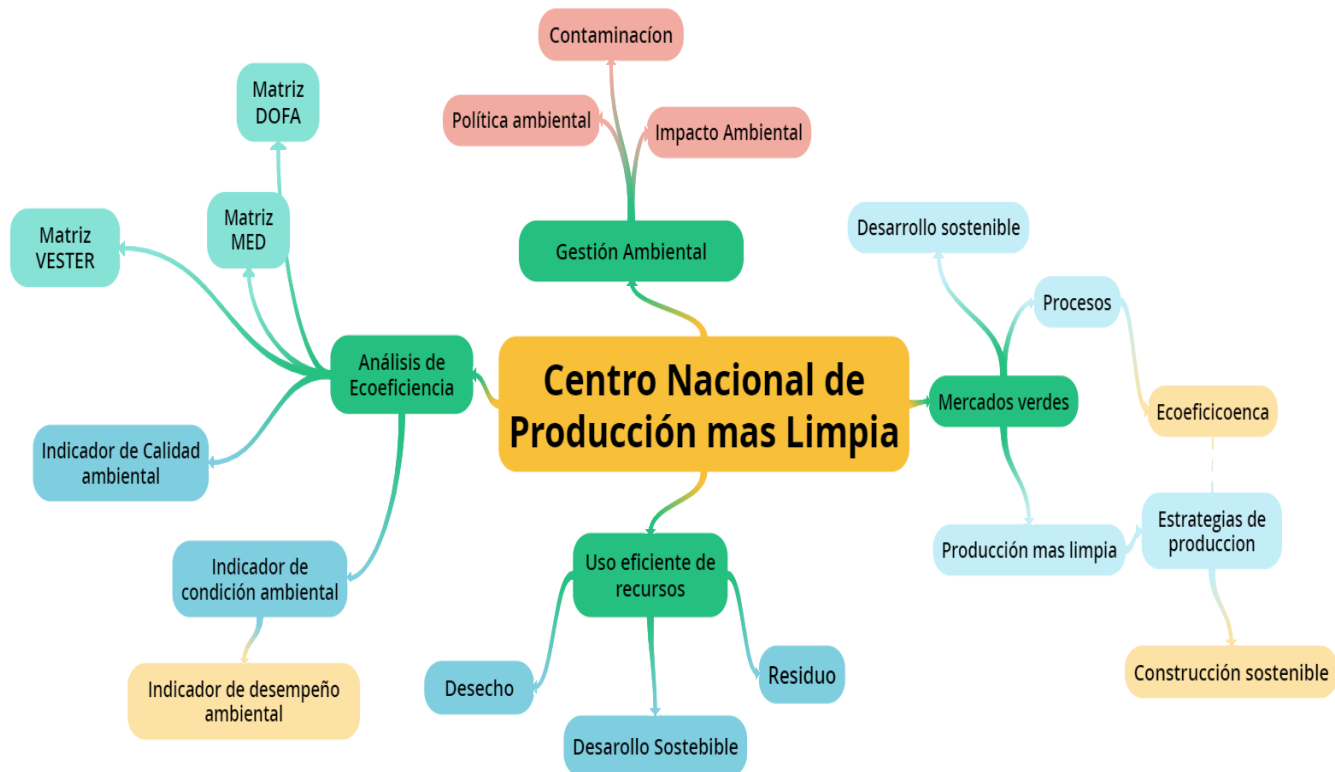 Contaminacíon
Política ambiental
Impacto Ambiental
Gestión Ambiental
Matriz
DOFA
Matriz
MED
Matriz
VESTER
Análisis de
Ecoeficiencia
Indicador de Calidad
ambiental
Indicador de
condición ambiental
Indicador de desempeño
ambiental
Centro Nacional de
Producción mas Limpia
Uso eficiente de
recursos
Desecho
Desarollo Sostebible
Residuo
Mercados verdes
Desarrollo sostenible
Procesos
Ecoeficicoenca
Producción mas limpia
Estrategias de
produccion
Construcción sostenible